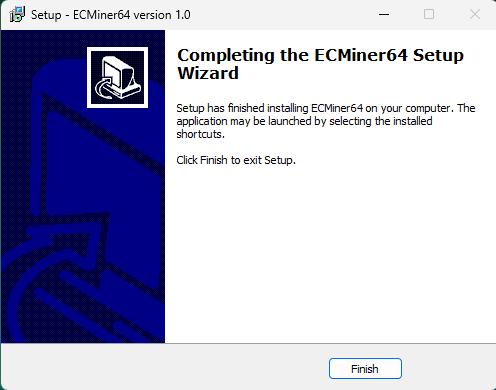 Setup - ECMiner64 version 1.0
Completing the ECMiner64 Setup
Wizard
Setup has finished installing ECMiner64 on your computer. The
application may be launched by selecting the installed
shortcuts.
Click Finish to exit Setup.
Finish